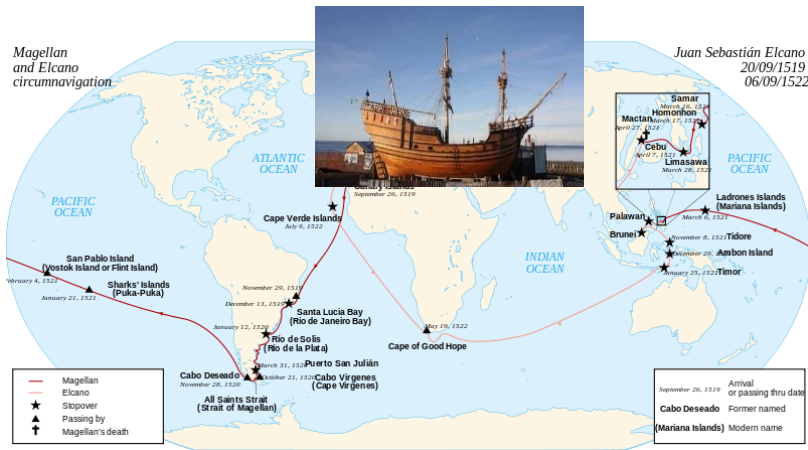 Magellan
and Elcano
circumnavigation
Juan Sebastián Elcano
20/09/1519
06/09/1522
Samar
March 16, 1521
Homonhon
March 17, 1521
Mactan
April 27, 1521
Cebu
April 7, 1521
Limasawa
March 28, 1521
ATLANTIC
OCEAN
PACIFIC
OCEAN
PACIFIC
OCEAN
INDIAN
OCEAN
Canary Islands
September 26, 1519
Cape Verde Islands
July 9, 1522
Ladrones Islands
(Mariana Islands)
March 6, 1521
Palawan
Brunei
November 8, 1521
Tidore
December 29, 1521
Ambon Island
January 25, 1522
Timor
San Pablo Island
(Vostok Island or Flint Island)
February 4, 1521
Sharks' Islands
(Puka-Puka)
January 21, 1521
November 29, 1519
December 13, 1519
Santa Lucia Bay
(Rio de Janeiro Bay)
January 12, 1520
Río de Solís
(Río de la Plata)
May 19, 1522
Cape of Good Hope
March 31, 1520
Puerto San Julián
Cabo Deseado
November 28, 1520
October 21, 1520
Cabo Virgenes
(Cape Virgenes)
All Saints Strait
(Strait of Magellan)
Magellan
Elcano
Stopover
Passing by
Magellan's death
September 26, 1519
Arrival
or passing thru date
Cabo Deseado
Former named
(Mariana Islands)
Modern name